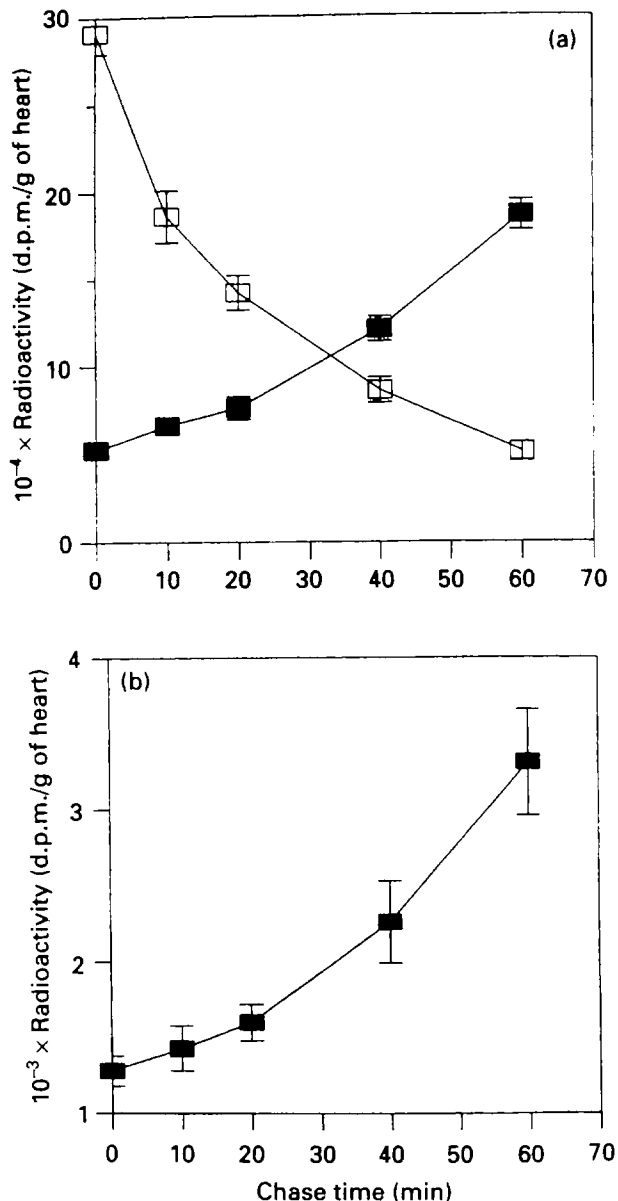 (a)
10⁻⁴ × Radioactivity (d.p.m./g of heart)
30
20
10
0
0 10 20 30 40 50 60 70
(b)
10⁻³ × Radioactivity (d.p.m./g of heart)
4
3
2
1
0 10 20 30 40 50 60 70
Chase time (min)